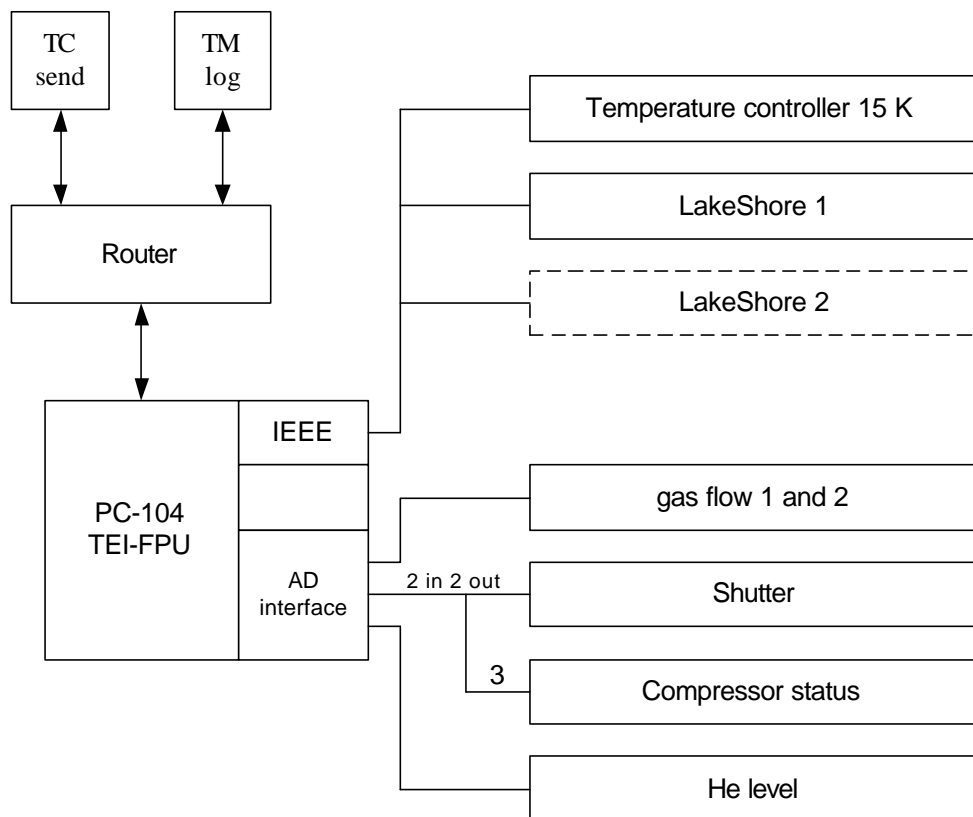 TC
send
TM
log
Temperature controller 15 K
LakeShore 1
Router
LakeShore 2
IEEE
PC-104
TEI-FPU
gas flow 1 and 2
AD
interface
2 in 2 out
Shutter
3
Compressor status
He level